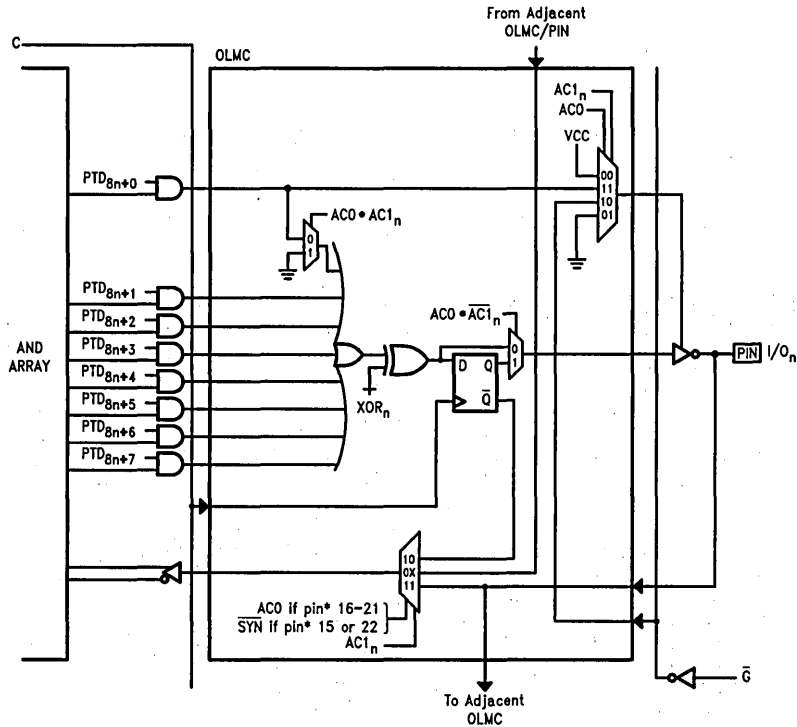 From Adjacent
OLMC/PIN
C
OLMC
AC1n
AC0
VCC
00
11
10
01
PTD8n+0
AC0 • AC1n
0
1
PTD8n+1
PTD8n+2
PTD8n+3
PTD8n+4
PTD8n+5
PTD8n+6
PTD8n+7
AND
ARRAY
AC0 • A̅C̅1̅n
0
1
D Q
Q̅
XORn
PIN I/On
10
0X
11
AC0 if pin* 16-21
S̅Y̅N̅ if pin* 15 or 22
AC1n
To Adjacent
OLMC
G̅